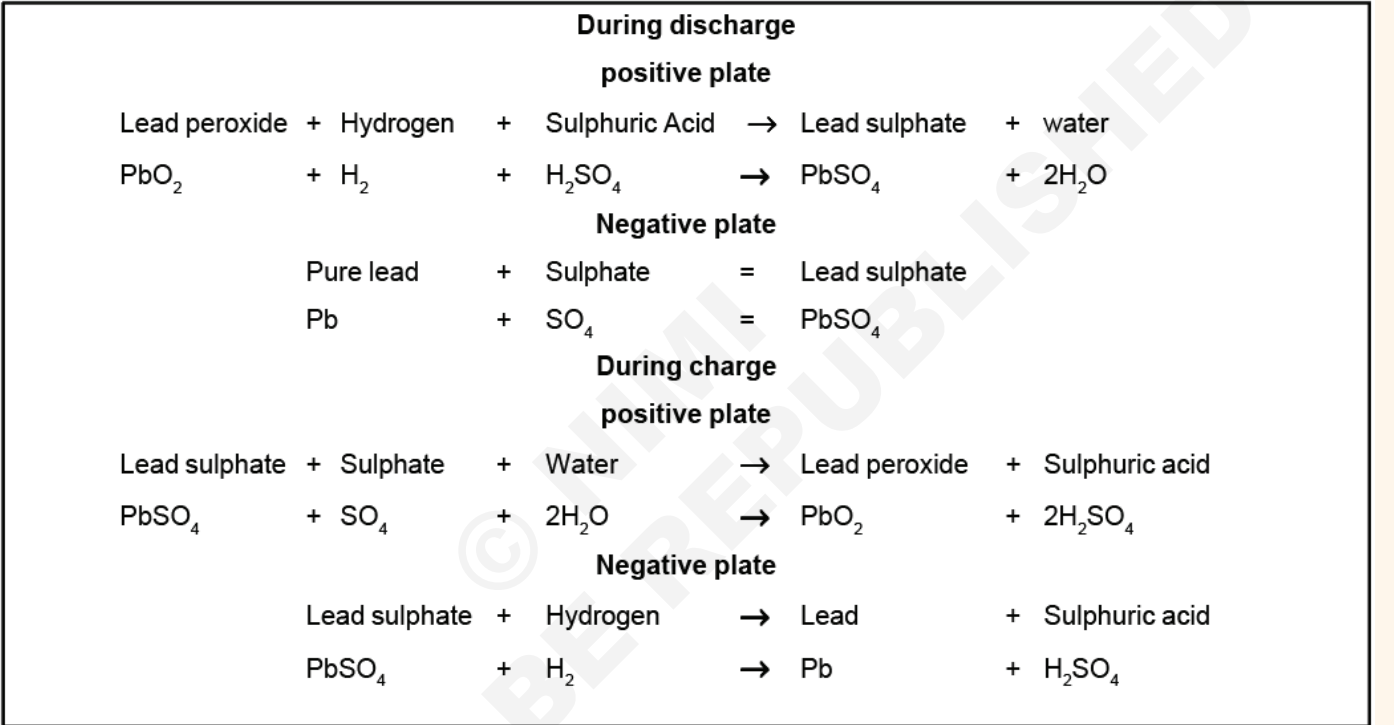 During discharge
positive plate
Lead peroxide + Hydrogen + Sulphuric Acid → Lead sulphate + water
PbO₂ + H₂ + H₂SO₄ → PbSO₄ + 2H₂O
Negative plate
Pure lead + Sulphate = Lead sulphate
Pb + SO₄ = PbSO₄
During charge
positive plate
Lead sulphate + Sulphate + Water → Lead peroxide + Sulphuric acid
PbSO₄ + SO₄ + 2H₂O → PbO₂ + 2H₂SO₄
Negative plate
Lead sulphate + Hydrogen → Lead + Sulphuric acid
PbSO₄ + H₂ → Pb + H₂SO₄
© NIMI
BE REPUBLISHED